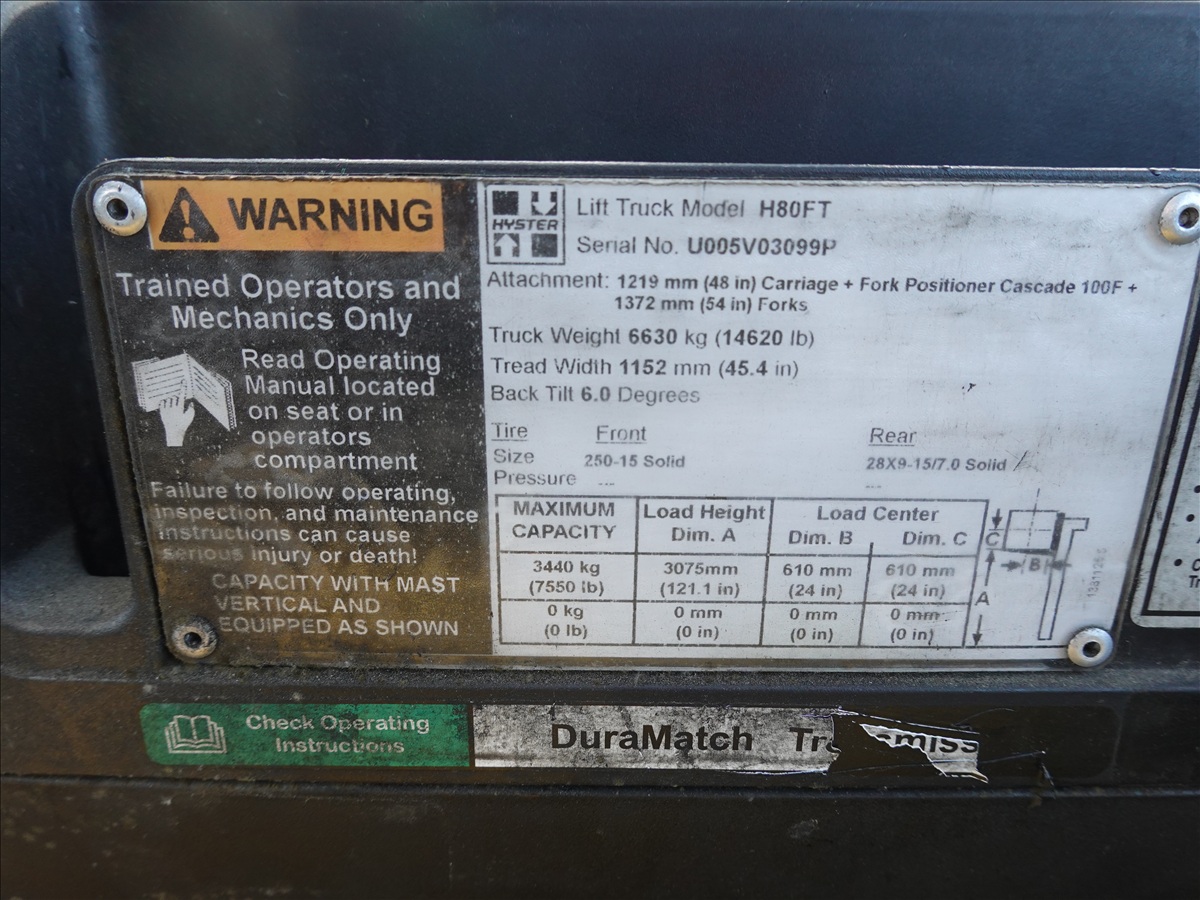 WARNING
Trained Operators and
Mechanics Only
Read Operating
Manual located
on seat or in
operators
compartment
Failure to follow operating,
inspection, and maintenance
instructions can cause
serious injury or death!
CAPACITY WITH MAST
VERTICAL AND
EQUIPPED AS SHOWN
HYSTER
Lift Truck Model H80FT
Serial No. U005V03099P
Attachment: 1219 mm (48 in) Carriage + Fork Positioner Cascade 100F +
1372 mm (54 in) Forks
Truck Weight 6630 kg (14620 lb)
Tread Width 1152 mm (45.4 in)
Back Tilt 6.0 Degrees
Tire Front Rear
Size 250-15 Solid 28X9-15/7.0 Solid
Pressure --- ---
MAXIMUM CAPACITY Load Height Dim. A Load Center Dim. B Dim. C
3440 kg 3075mm 610 mm 610 mm
(7550 lb) (121.1 in) (24 in) (24 in)
0 kg 0 mm 0 mm 0 mm
(0 lb) (0 in) (0 in) (0 in)
C
B
A
Check Operating
Instructions
DuraMatch